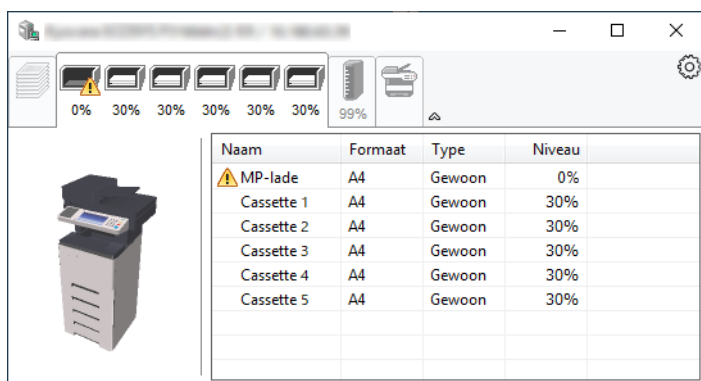 0% 30% 30% 30% 30% 30% 99%
Naam Formaat Type Niveau
MP-lade A4 Gewoon 0%
Cassette 1 A4 Gewoon 30%
Cassette 2 A4 Gewoon 30%
Cassette 3 A4 Gewoon 30%
Cassette 4 A4 Gewoon 30%
Cassette 5 A4 Gewoon 30%